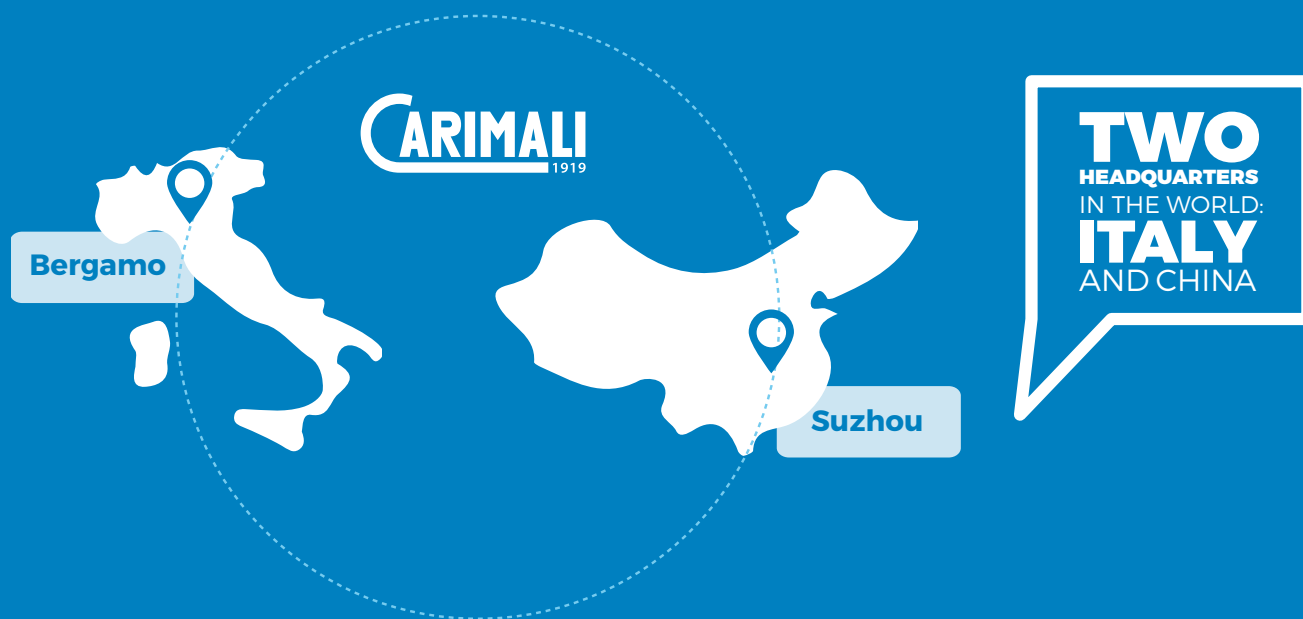 CARIMALI
1919
Bergamo
Suzhou
TWO
HEADQUARTERS
IN THE WORLD:
ITALY
AND CHINA